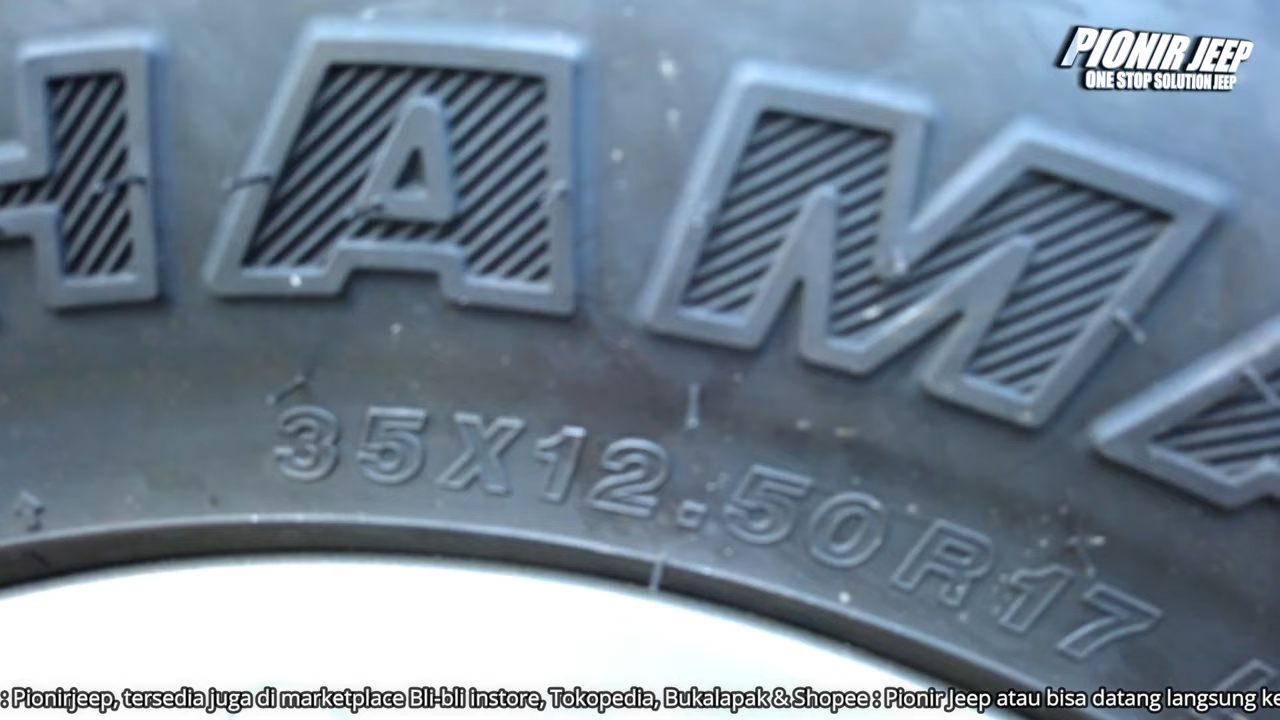 PIONIR JEEP
ONE STOP SOLUTION JEEP
HAMA
35X12.50R17
: Pionirjeep, tersedia juga di marketplace Bli-bli instore, Tokopedia, Bukalapak & Shopee : Pionir Jeep atau bisa datang langsung ke